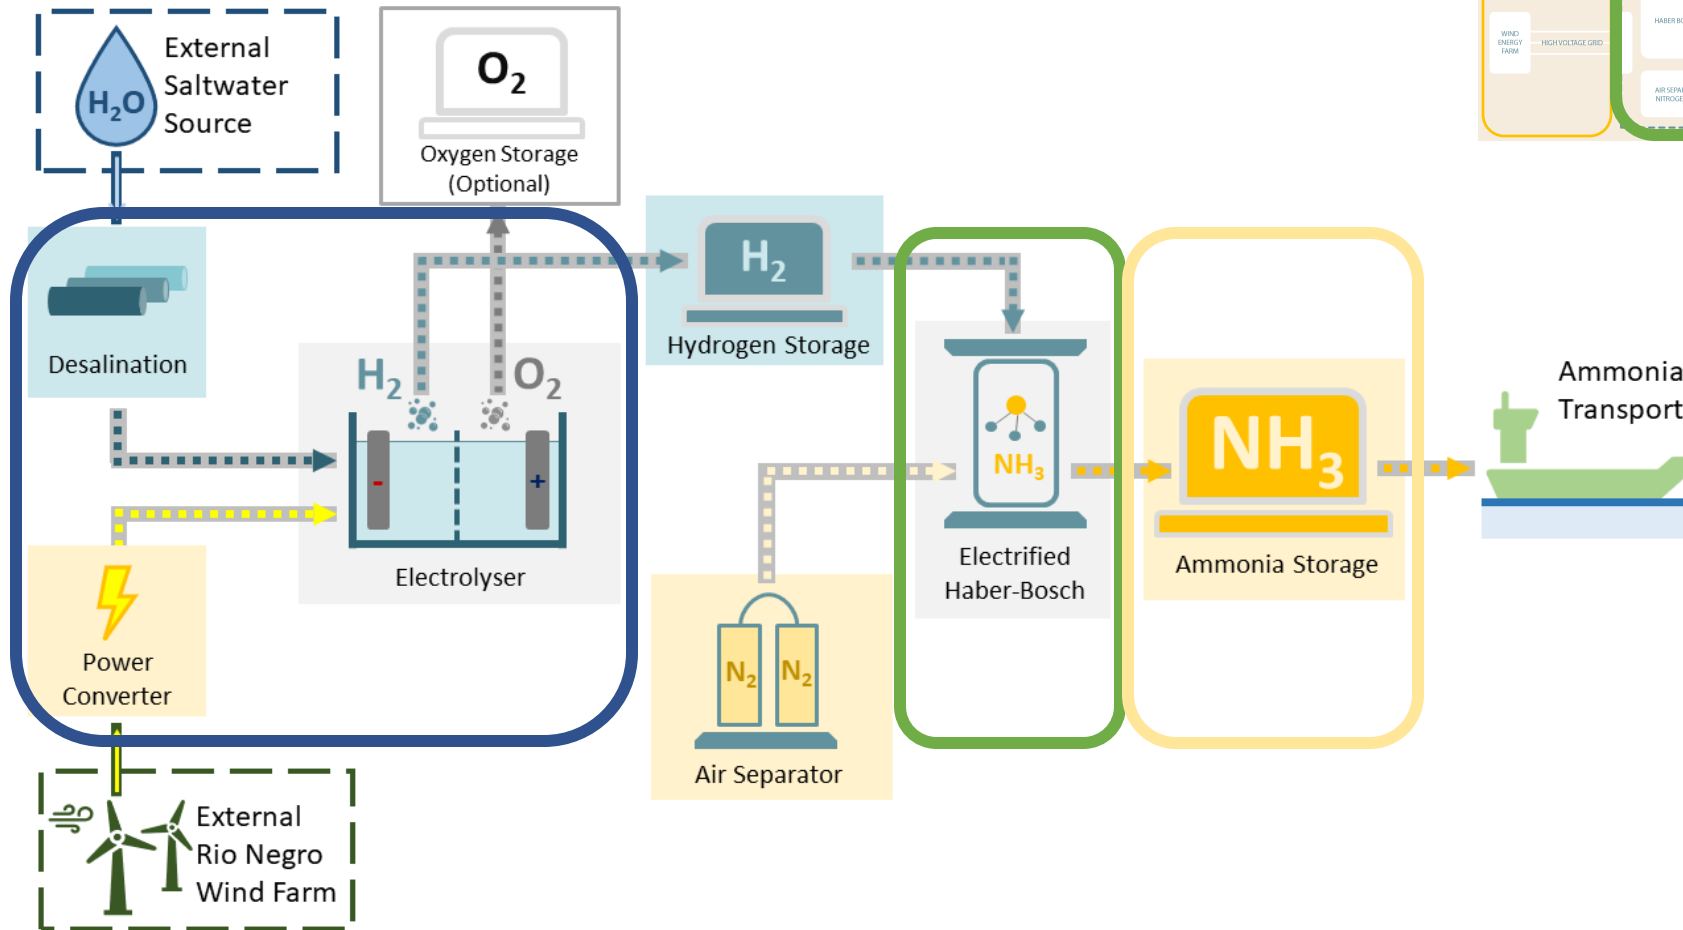 H₂O
External
Saltwater
Source
O₂
Oxygen Storage
(Optional)
WIND
ENERGY
FARM
HIGH VOLTAGE GRID
HABER
AIR
Desalination
H₂
O₂
-
+
Electrolyser
Power
Converter
H₂
Hydrogen Storage
NH₃
Electrified
Haber-Bosch
N₂
N₂
Air Separator
NH₃
Ammonia Storage
Ammonia
Transport
External
Rio Negro
Wind Farm